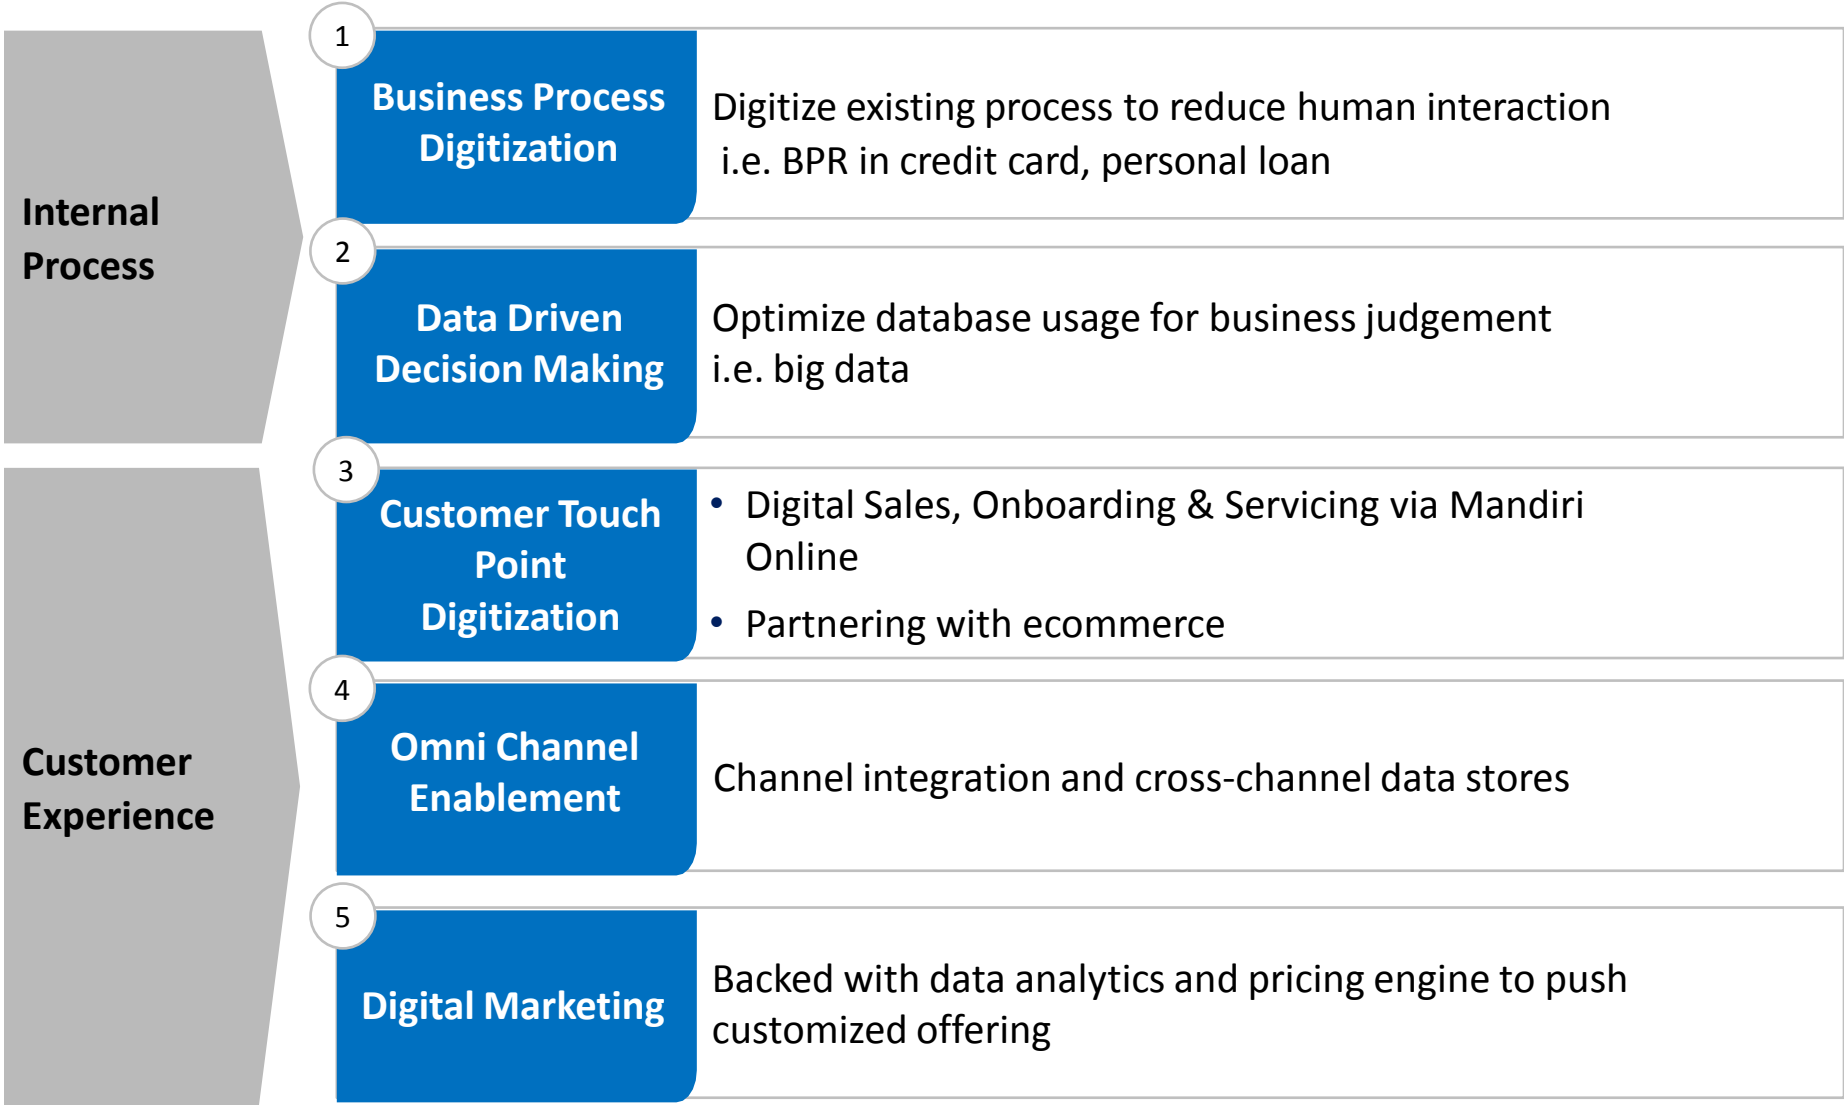 Internal
Process
1
Business Process
Digitization
Digitize existing process to reduce human interaction
i.e. BPR in credit card, personal loan
2
Data Driven
Decision Making
Optimize database usage for business judgement
i.e. big data
Customer
Experience
3
Customer Touch
Point
Digitization
• Digital Sales, Onboarding & Servicing via Mandiri
Online
• Partnering with ecommerce
4
Omni Channel
Enablement
Channel integration and cross-channel data stores
5
Digital Marketing
Backed with data analytics and pricing engine to push
customized offering